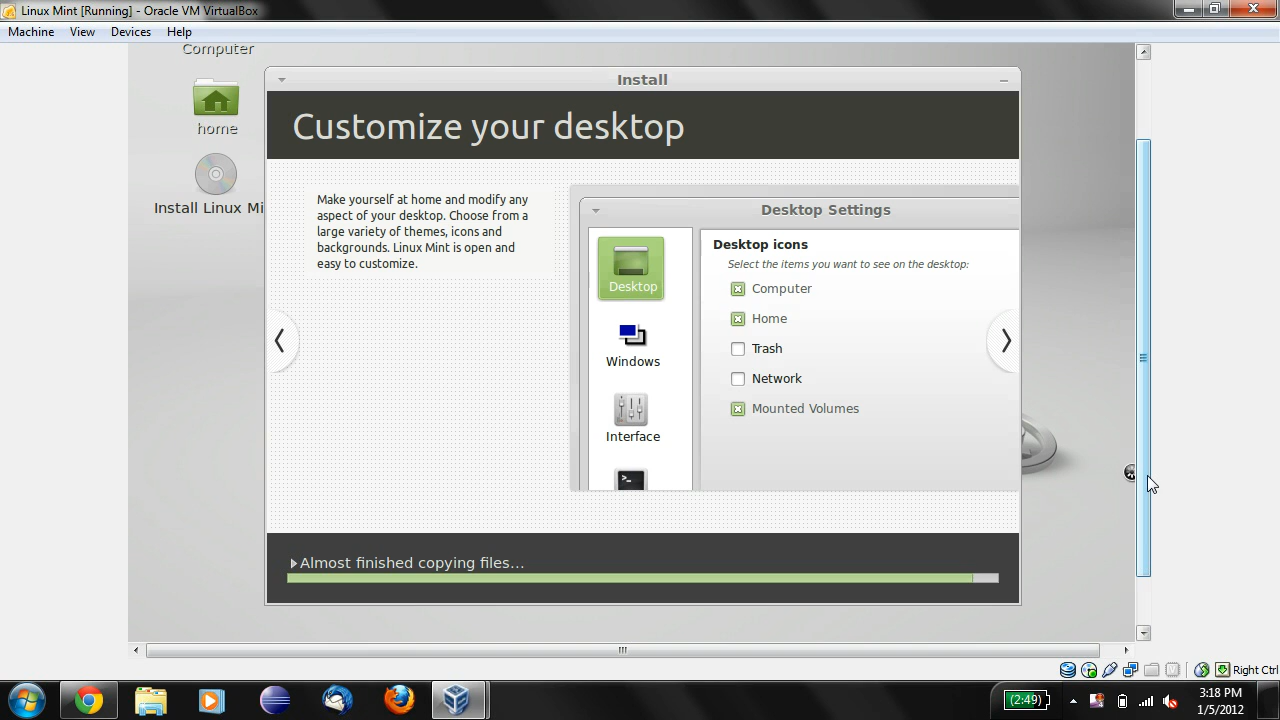 Linux Mint [Running] - Oracle VM VirtualBox
Machine View Devices Help
Computer
home
Install Linux Mi
Install
Customize your desktop
Make yourself at home and modify any
aspect of your desktop. Choose from a
large variety of themes, icons and
backgrounds. Linux Mint is open and
easy to customize.
Desktop Settings
Desktop
Windows
Interface
Desktop icons
Select the items you want to see on the desktop:
Computer
Home
Trash
Network
Mounted Volumes
Almost finished copying files...
Right Ctrl
(2:49)
3:18 PM
1/5/2012